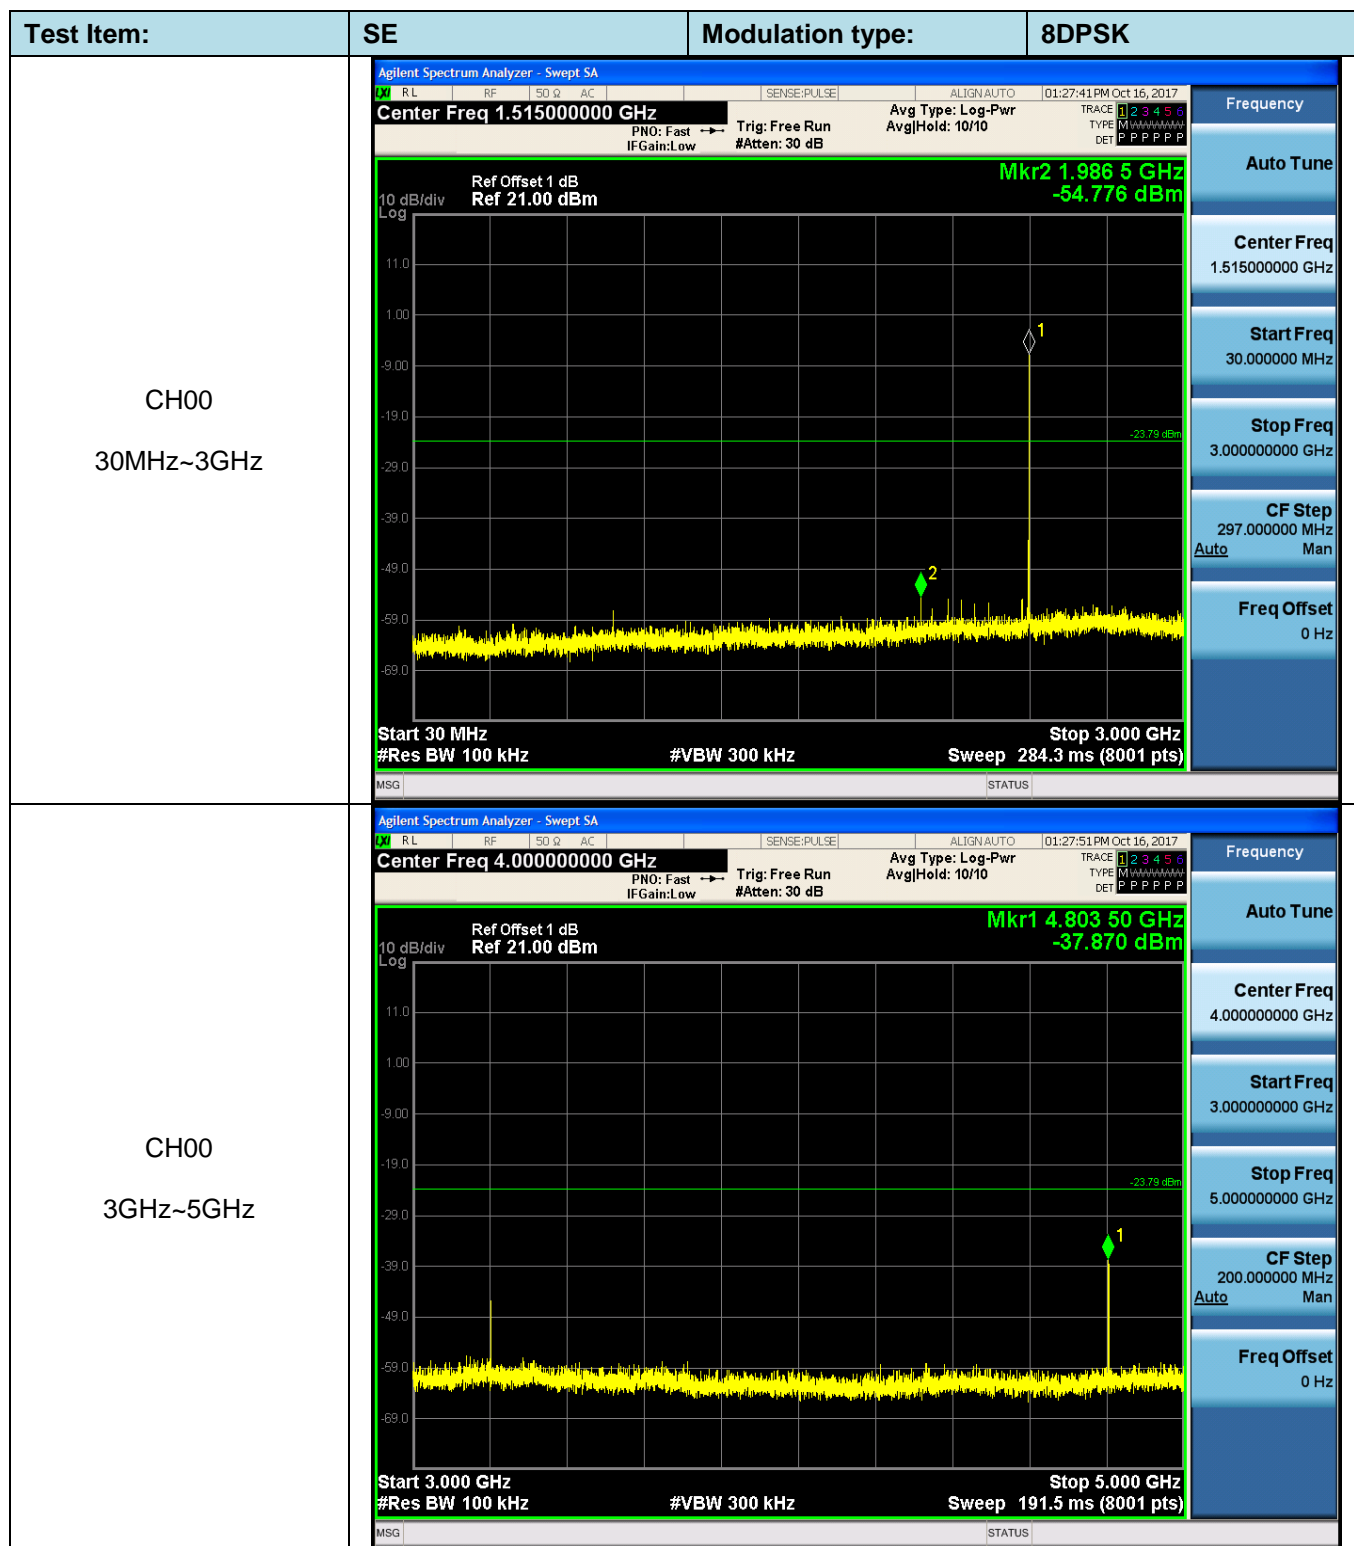 Test Item: SE Modulation type: 8DPSK
CH00
30MHz~3GHz
Agilent Spectrum Analyzer - Swept SA
LXI RL RF 50 Ω AC SENSE:PULSE ALIGN AUTO 01:27:41 PM Oct 16, 2017
Center Freq 1.515000000 GHz
PNO: Fast
IFGain:Low
Trig: Free Run
#Atten: 30 dB
Avg Type: Log-Pwr
Avg|Hold: 10/10
TRACE 1 2 3 4 5 6
TYPE M WWWWW
DET P P P P P P
Mkr2 1.986 5 GHz
-54.776 dBm
Ref Offset 1 dB
10 dB/div Ref 21.00 dBm
Log
11.0
1.00
-9.00
-19.0
-29.0
-39.0
-49.0
-59.0
-69.0
1
-23.79 dBm
2
Start 30 MHz Stop 3.000 GHz
#Res BW 100 kHz #VBW 300 kHz Sweep 284.3 ms (8001 pts)
MSG STATUS
Frequency
Auto Tune
Center Freq
1.515000000 GHz
Start Freq
30.000000 MHz
Stop Freq
3.000000000 GHz
CF Step
297.000000 MHz
Auto Man
Freq Offset
0 Hz
CH00
3GHz~5GHz
Agilent Spectrum Analyzer - Swept SA
LXI RL RF 50 Ω AC SENSE:PULSE ALIGN AUTO 01:27:51 PM Oct 16, 2017
Center Freq 4.000000000 GHz
PNO: Fast
IFGain:Low
Trig: Free Run
#Atten: 30 dB
Avg Type: Log-Pwr
Avg|Hold: 10/10
TRACE 1 2 3 4 5 6
TYPE M WWWWW
DET P P P P P P
Mkr1 4.803 50 GHz
-37.870 dBm
Ref Offset 1 dB
10 dB/div Ref 21.00 dBm
Log
11.0
1.00
-9.00
-19.0
-29.0
-39.0
-49.0
-59.0
-69.0
-23.79 dBm
1
Start 3.000 GHz Stop 5.000 GHz
#Res BW 100 kHz #VBW 300 kHz Sweep 191.5 ms (8001 pts)
MSG STATUS
Frequency
Auto Tune
Center Freq
4.000000000 GHz
Start Freq
3.000000000 GHz
Stop Freq
5.000000000 GHz
CF Step
200.000000 MHz
Auto Man
Freq Offset
0 Hz